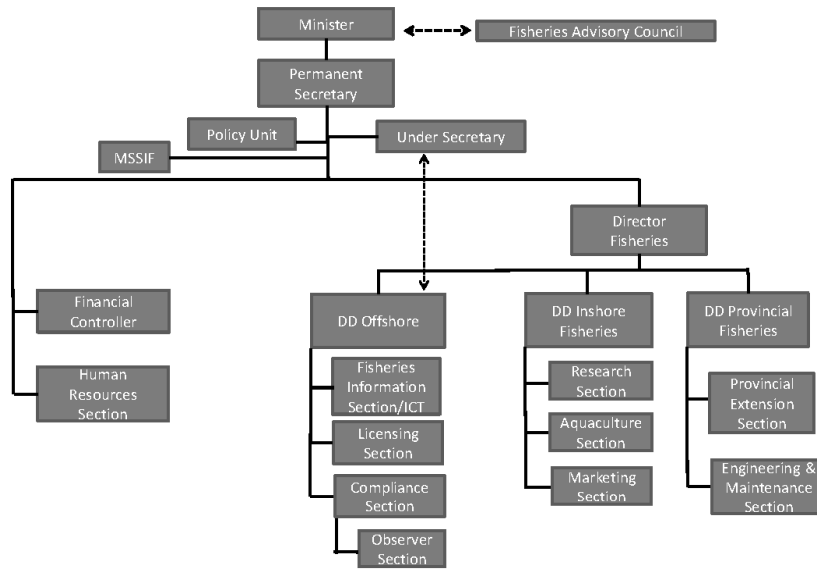 Minister
Fisheries Advisory Council
Permanent
Secretary
Policy Unit
Under Secretary
MSSIF
Director
Fisheries
Financial
Controller
Human
Resources
Section
DD Offshore
Fisheries
Information
Section/ICT
Licensing
Section
Compliance
Section
Observer
Section
DD Inshore
Fisheries
Research
Section
Aquaculture
Section
Marketing
Section
DD Provincial
Fisheries
Provincial
Extension
Section
Engineering &
Maintenance
Section